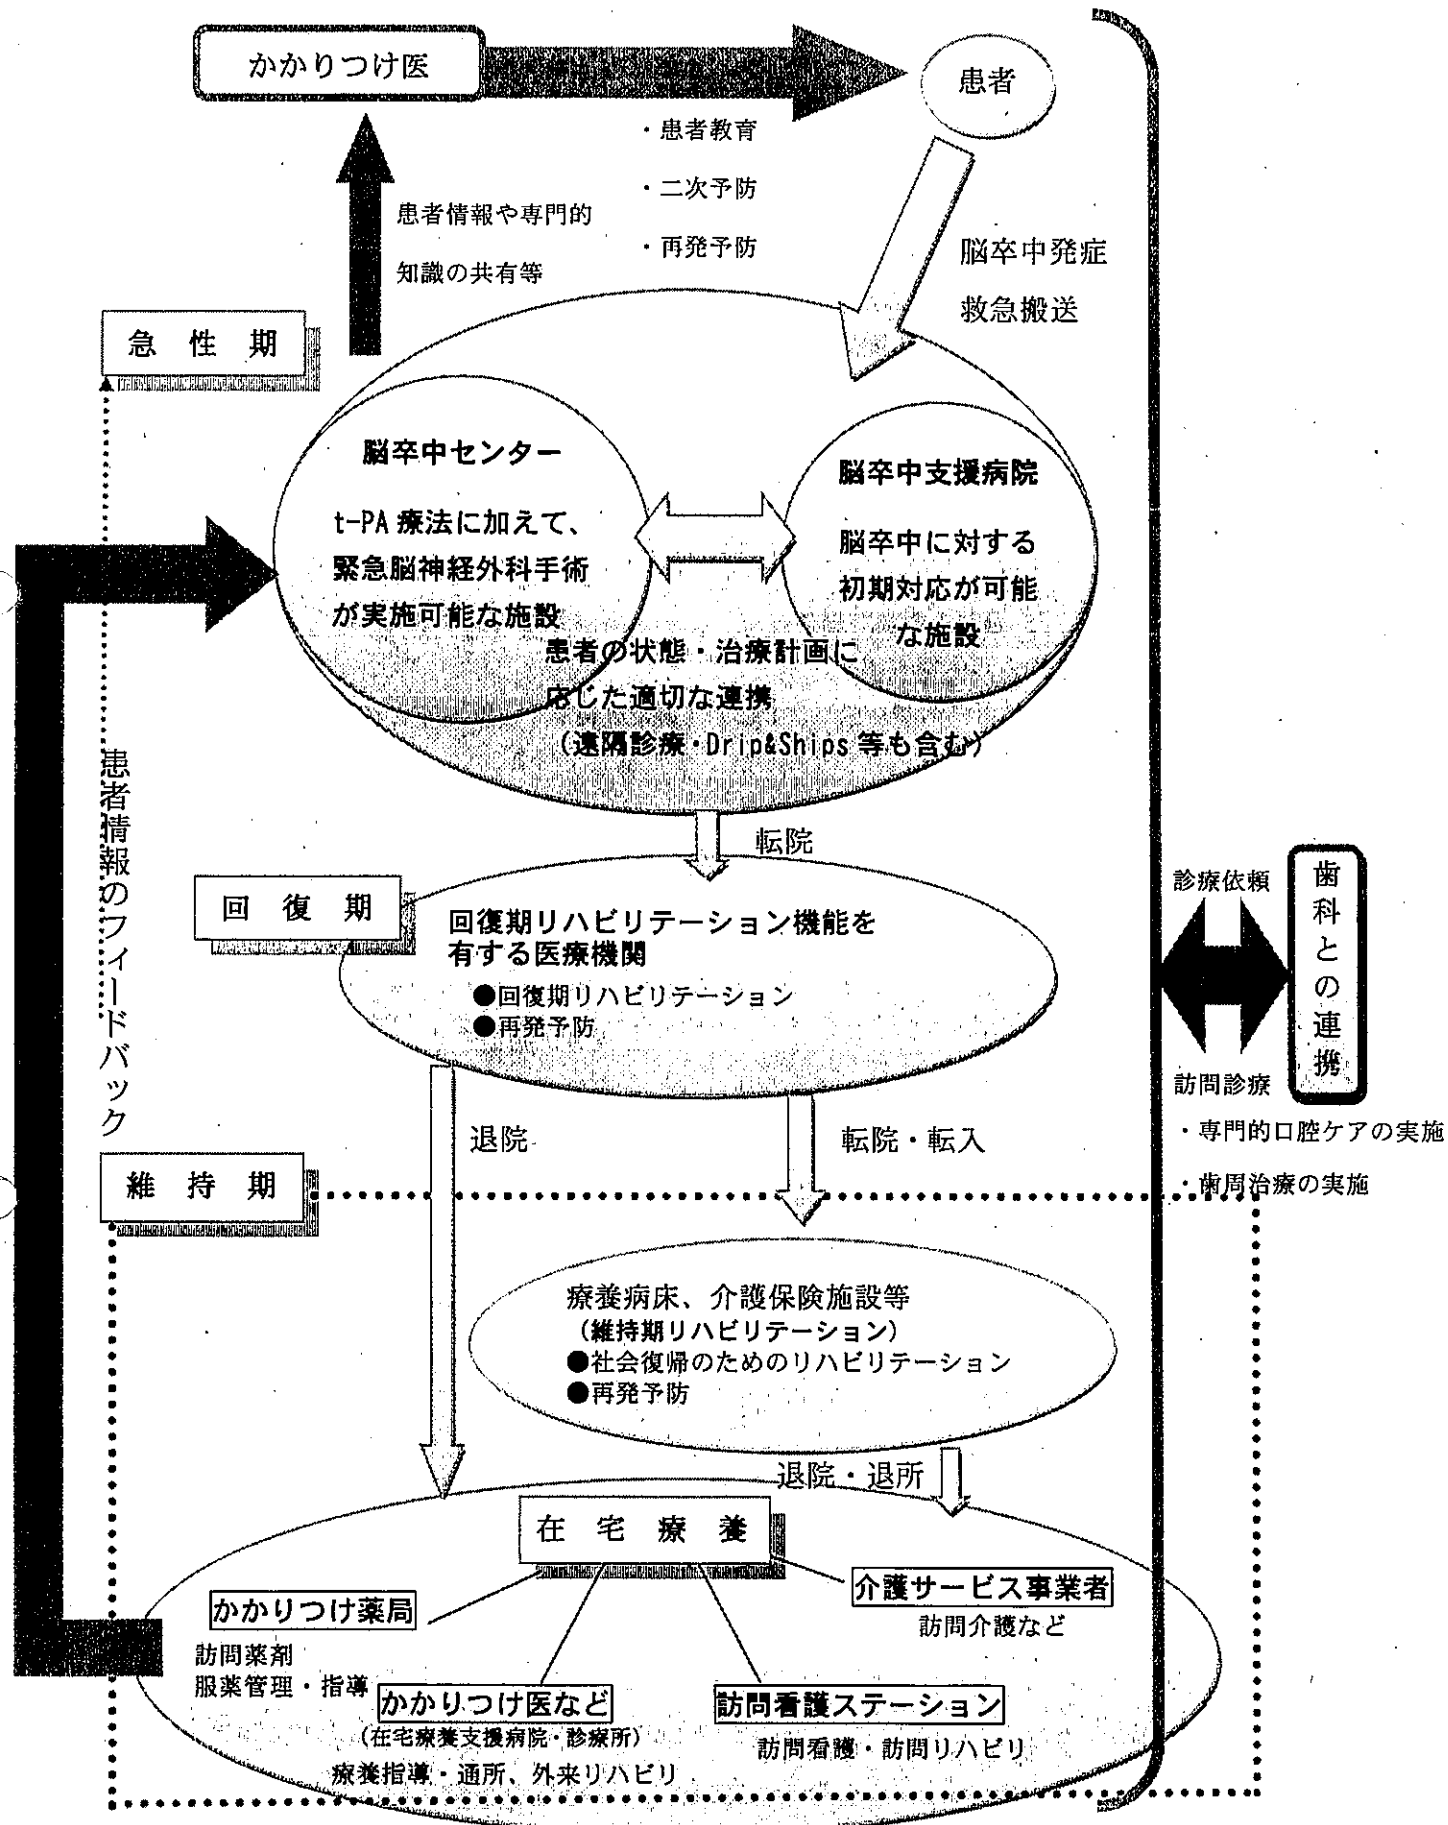 かかりつけ医
患者
・患者教育
・二次予防
・再発予防
患者情報や専門的
知識の共有等
脳卒中発症
救急搬送
急性期
脳卒中センター
t-PA 療法に加えて、
緊急脳神経外科手術
が実施可能な施設
脳卒中支援病院
脳卒中に対する
初期対応が可能
な施設
患者の状態・治療計画に
応じた適切な連携
(遠隔診療・Drip&Ships 等も含む)
患者情報のフィードバック
転院
回復期
回復期リハビリテーション機能を
有する医療機関
●回復期リハビリテーション
●再発予防
診療依頼
歯科との連携
訪問診療
・専門的口腔ケアの実施
・歯周治療の実施
退院
転院・転入
維持期
療養病床、介護保険施設等
(維持期リハビリテーション)
●社会復帰のためのリハビリテーション
●再発予防
退院・退所
在宅療養
介護サービス事業者
訪問介護など
かかりつけ薬局
訪問薬剤
服薬管理・指導
かかりつけ医など
(在宅療養支援病院・診療所)
療養指導・通所、外来リハビリ
訪問看護ステーション
訪問看護・訪問リハビリ